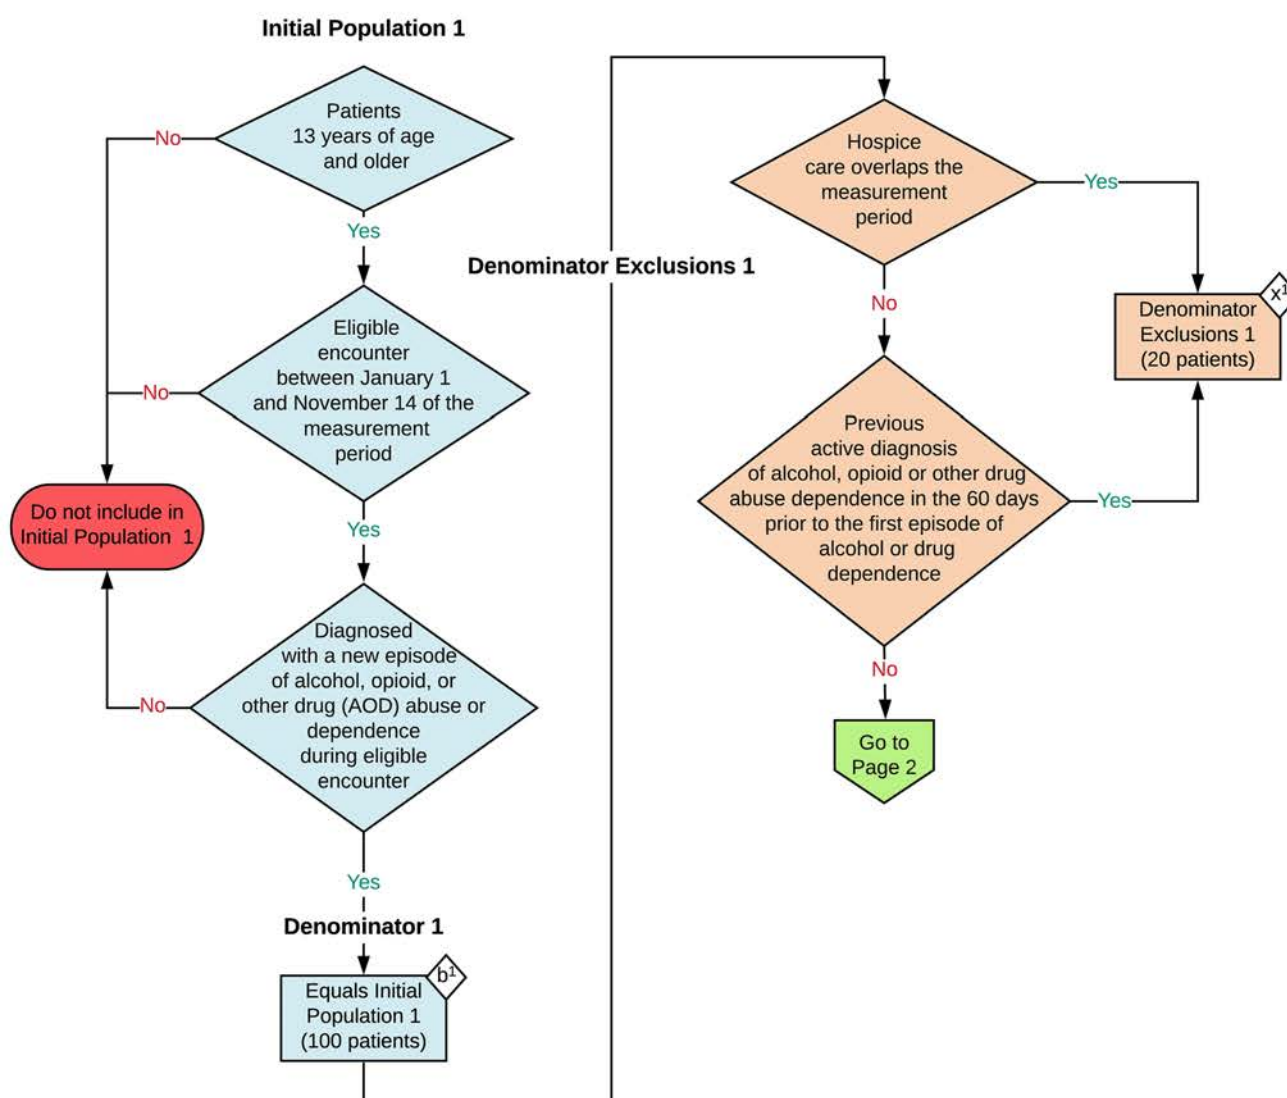 Initial Population 1
Patients
13 years of age
and older
No
Yes
Eligible
encounter
between January 1
and November 14 of the
measurement
period
No
Yes
Do not include in
Initial Population 1
Diagnosed
with a new episode
of alcohol, opioid, or
other drug (AOD) abuse or
dependence
during eligible
encounter
No
Yes
Denominator 1
b¹
Equals Initial
Population 1
(100 patients)
Denominator Exclusions 1
Hospice
care overlaps the
measurement
period
Yes
No
x¹
Denominator
Exclusions 1
(20 patients)
Previous
active diagnosis
of alcohol, opioid or other drug
abuse dependence in the 60 days
prior to the first episode of
alcohol or drug
dependence
Yes
No
Go to
Page 2